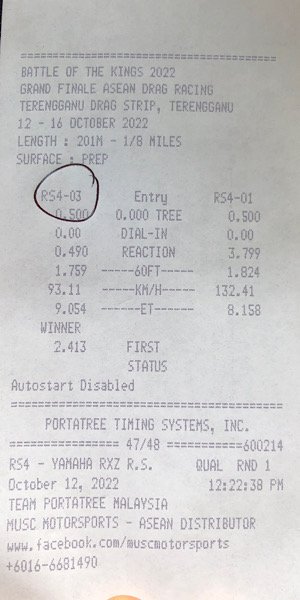 ================================
BATTLE OF THE KINGS 2022
GRAND FINALE ASEAN DRAG RACING
TERENGGANU DRAG STRIP, TERENGGANU
12 - 16 OCTOBER 2022
LENGTH : 201M - 1/8 MILES
SURFACE : PREP
RS4-03 Entry RS4-01
0.500 0.000 TREE 0.500
0.00 DIAL-IN 0.00
0.490 REACTION 3.799
1.759 -----60FT------ 1.824
93.11 -----KM/H------ 132.41
9.054 ------ET------- 8.158
WINNER
2.413 FIRST
STATUS
Autostart Disabled
==================================
PORTATREE TIMING SYSTEMS, INC.
================ 47/48 ===========600214
RS4 - YAMAHA RXZ R.S. QUAL RND 1
October 12, 2022 12:22:38 PM
TEAM PORTATREE MALAYSIA
MUSC MOTORSPORTS - ASEAN DISTRIBUTOR
www.facebook.com/muscmotorsports
+6016-6681490